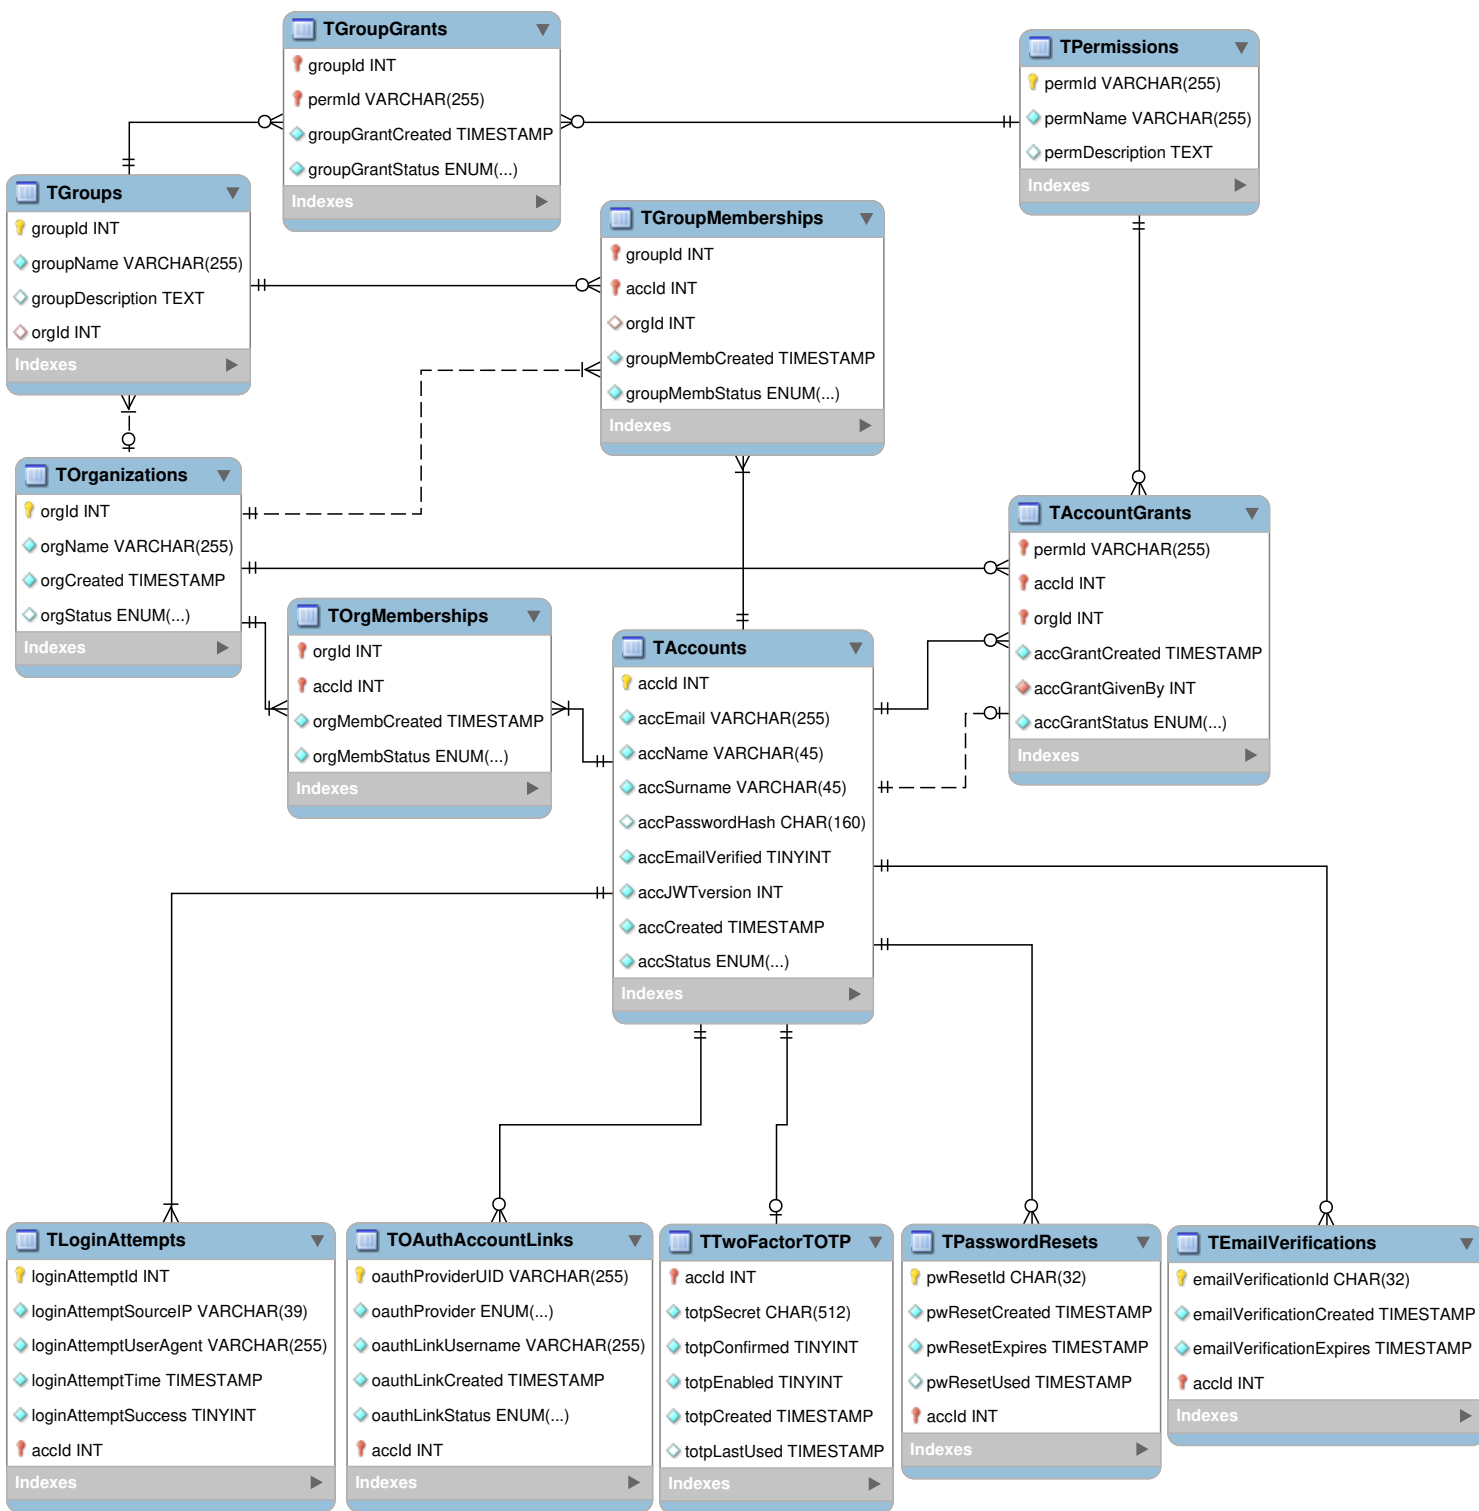 TGroupGrants
groupId INT
permId VARCHAR(255)
groupGrantCreated TIMESTAMP
groupGrantStatus ENUM(...)
Indexes
TPermissions
permId VARCHAR(255)
permName VARCHAR(255)
permDescription TEXT
Indexes
TGroups
groupId INT
groupName VARCHAR(255)
groupDescription TEXT
orgId INT
Indexes
TGroupMemberships
groupId INT
accId INT
orgId INT
groupMembCreated TIMESTAMP
groupMembStatus ENUM(...)
Indexes
TOrganizations
orgId INT
orgName VARCHAR(255)
orgCreated TIMESTAMP
orgStatus ENUM(...)
Indexes
TAccountGrants
permId VARCHAR(255)
accId INT
orgId INT
accGrantCreated TIMESTAMP
accGrantGivenBy INT
accGrantStatus ENUM(...)
Indexes
TOrgMemberships
orgId INT
accId INT
orgMembCreated TIMESTAMP
orgMembStatus ENUM(...)
Indexes
TAccounts
accId INT
accEmail VARCHAR(255)
accName VARCHAR(45)
accSurname VARCHAR(45)
accPasswordHash CHAR(160)
accEmailVerified TINYINT
accJWTversion INT
accCreated TIMESTAMP
accStatus ENUM(...)
Indexes
TLoginAttempts
loginAttemptId INT
loginAttemptSourceIP VARCHAR(39)
loginAttemptUserAgent VARCHAR(255)
loginAttemptTime TIMESTAMP
loginAttemptSuccess TINYINT
accId INT
Indexes
TOAuthAccountLinks
oauthProviderUID VARCHAR(255)
oauthProvider ENUM(...)
oauthLinkUsername VARCHAR(255)
oauthLinkCreated TIMESTAMP
oauthLinkStatus ENUM(...)
accId INT
Indexes
TTwoFactorTOTP
accId INT
totpSecret CHAR(512)
totpConfirmed TINYINT
totpEnabled TINYINT
totpCreated TIMESTAMP
totpLastUsed TIMESTAMP
Indexes
TPasswordResets
pwResetId CHAR(32)
pwResetCreated TIMESTAMP
pwResetExpires TIMESTAMP
pwResetUsed TIMESTAMP
accId INT
Indexes
TEmailVerifications
emailVerificationId CHAR(32)
emailVerificationCreated TIMESTAMP
emailVerificationExpires TIMESTAMP
accId INT
Indexes